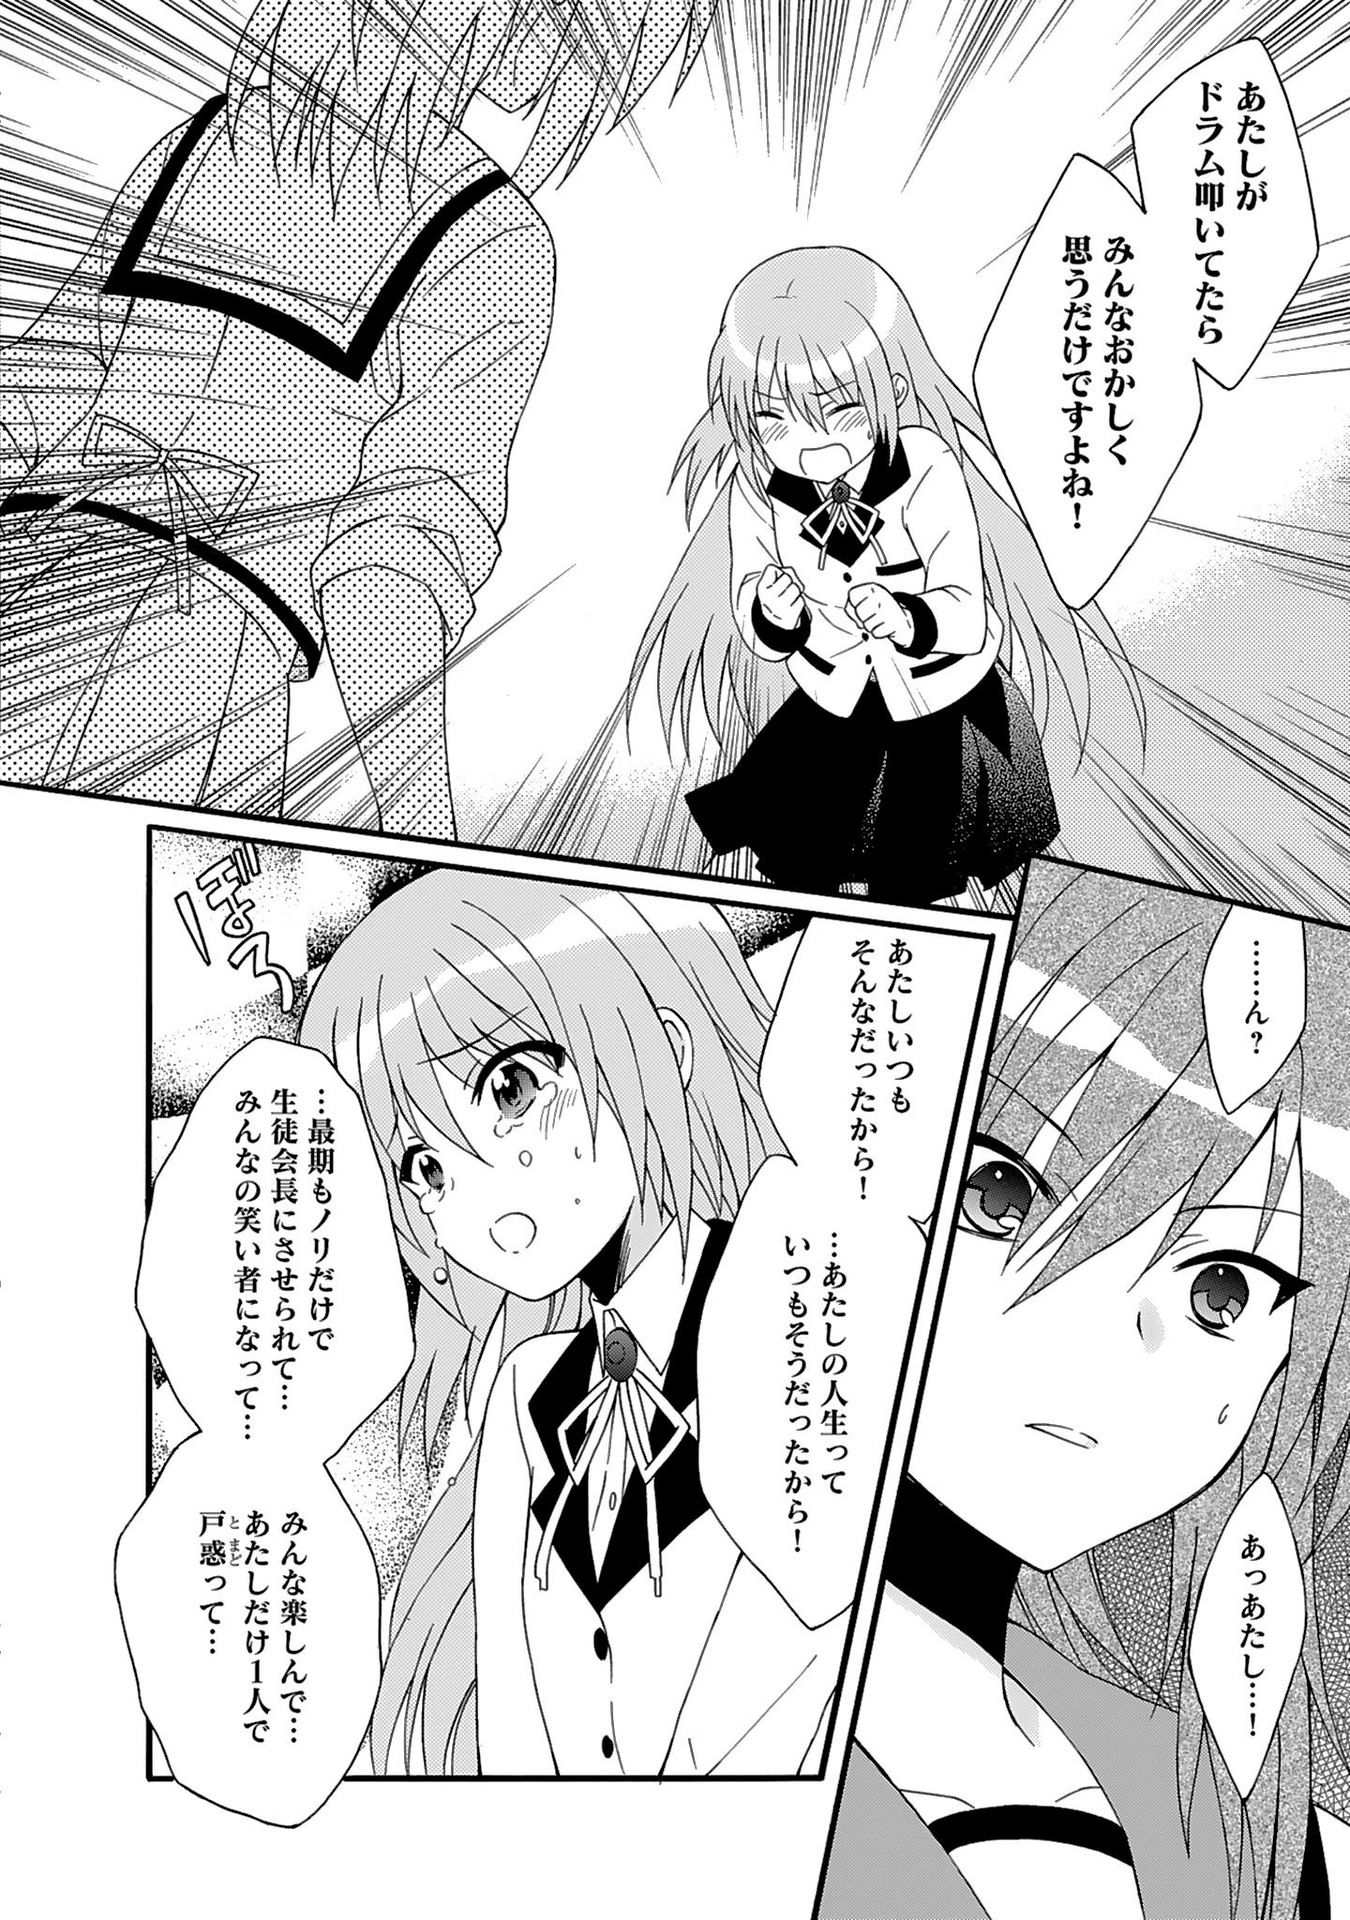 あたしが
ドラム叩いてたら
みんなおかしく
思うだけですよね！
……ん？
あっあたし…！
あたしいつも
そんなだったから！
…あたしの人生って
いつもそうだったから！
ぼろっ
…最期もノリだけで
生徒会長にさせられて…
みんなの笑い者になって…
みんな楽しんで…
あたしだけ1人で
戸惑って…
とまど